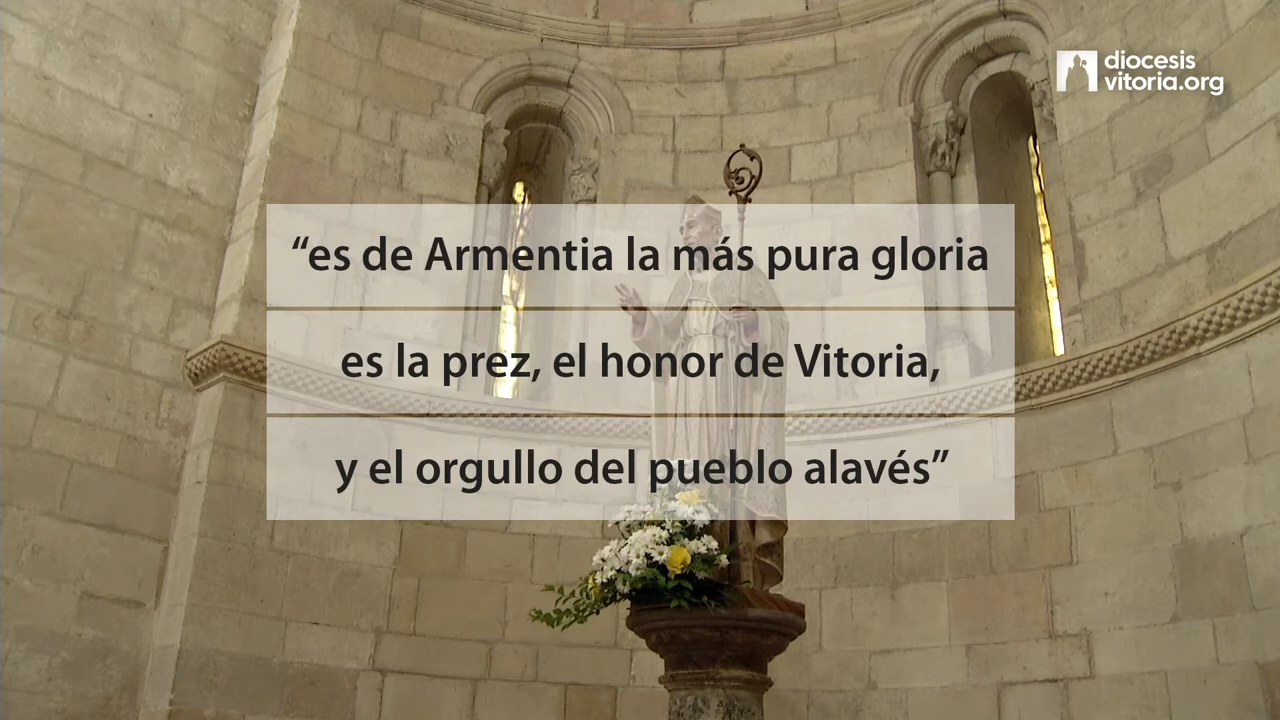 diocesis
vitoria.org
“es de Armentia la más pura gloria
es la prez, el honor de Vitoria,
y el orgullo del pueblo alavés”